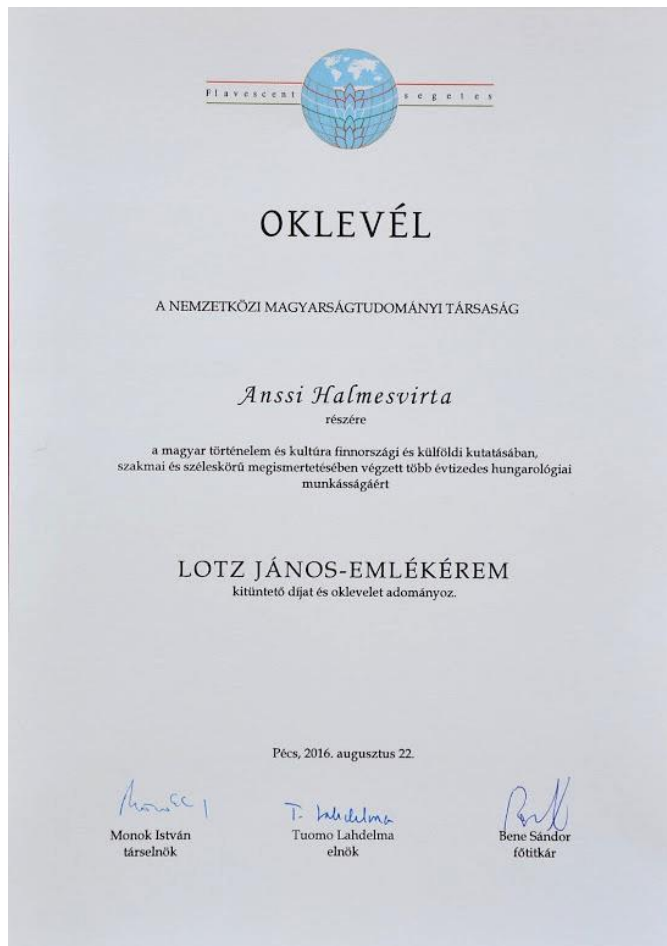 Flavescent segetes
OKLEVÉL
A NEMZETKÖZI MAGYARSÁGTUDOMÁNYI TÁRSASÁG
Anssi Halmesvirta
részére
a magyar történelem és kultúra finnországi és külföldi kutatásában,
szakmai és széleskörű megismertetésében végzett több évtizedes hungarológiai
munkásságáért
LOTZ JÁNOS-EMLÉKÉREM
kitüntető díjat és oklevelet adományoz.
Pécs, 2016. augusztus 22.
T. Lahdelma
Monok István
társelnök
Tuomo Lahdelma
elnök
Bene Sándor
főtitkár